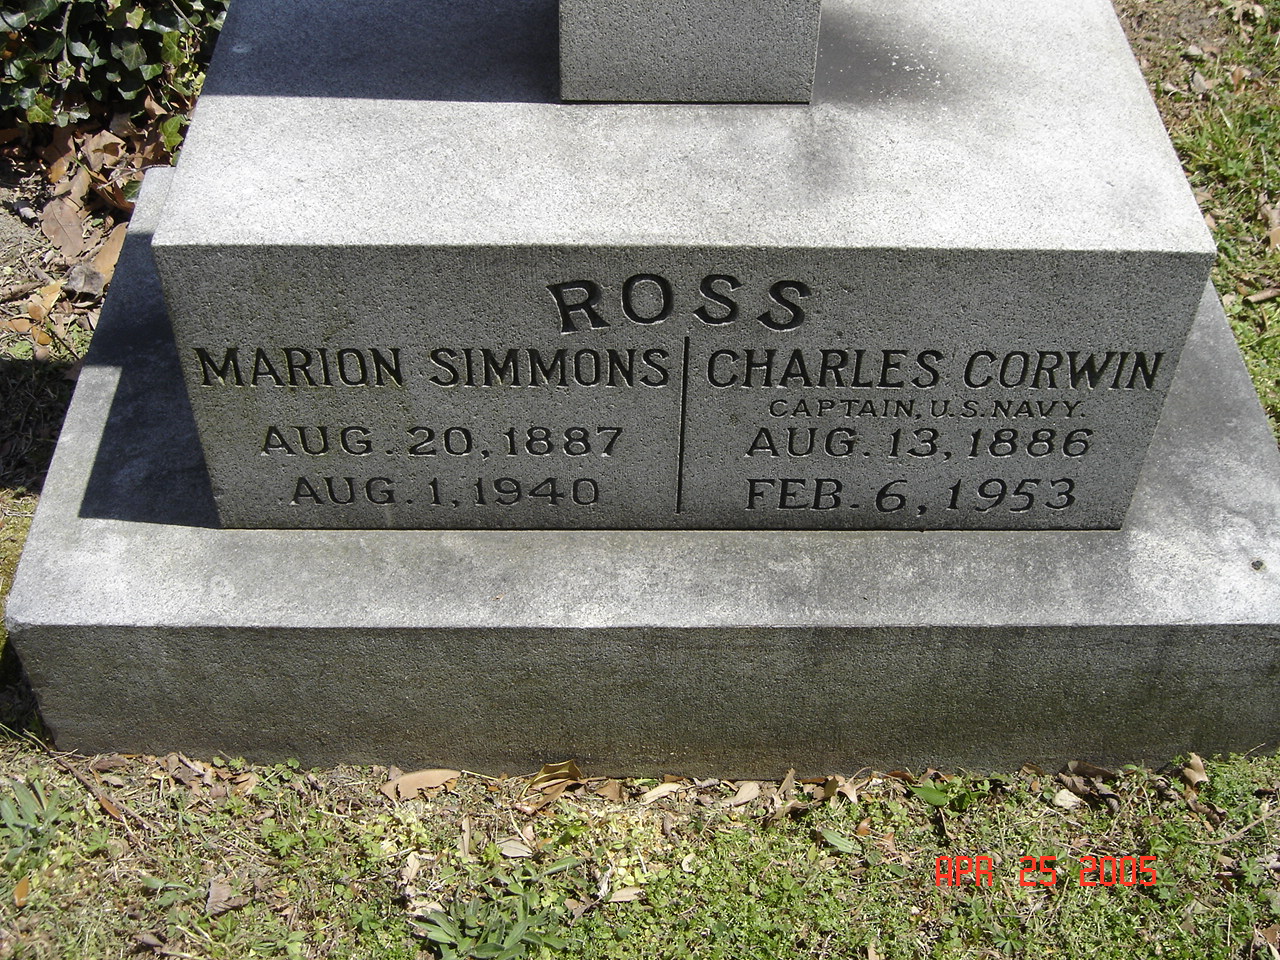 ROSS
MARION SIMMONS
AUG. 20, 1887
AUG. 1, 1940
CHARLES CORWIN
CAPTAIN, U.S. NAVY.
AUG. 13, 1886
FEB. 6, 1953
APR 25 2005